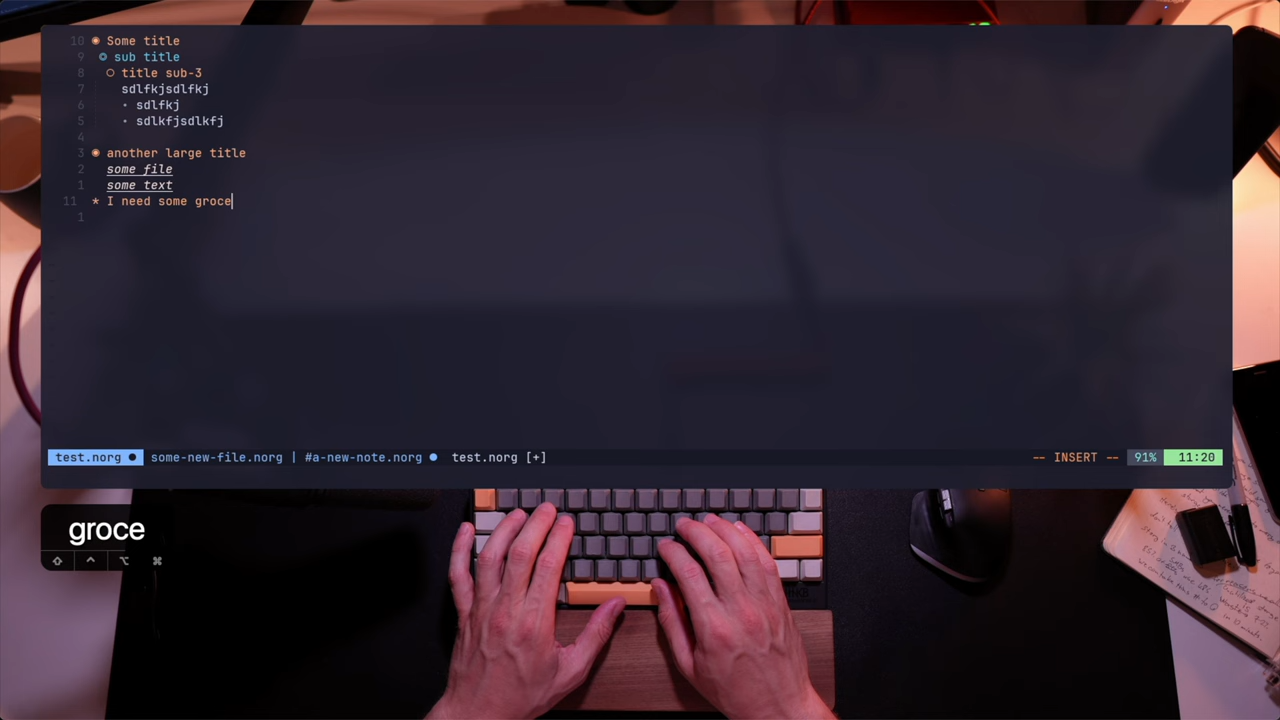 10 Some title
9 sub title
8 title sub-3
7 sdlfkjsdlfkj
6 • sdlfkj
5 • sdlkfjsdlkfj
4
3 another large title
2 some file
1 some text
11 * I need some groce
1
test.norg ● some-new-file.norg | #a-new-note.norg ● test.norg [+] -- INSERT -- 91% 11:20
groce